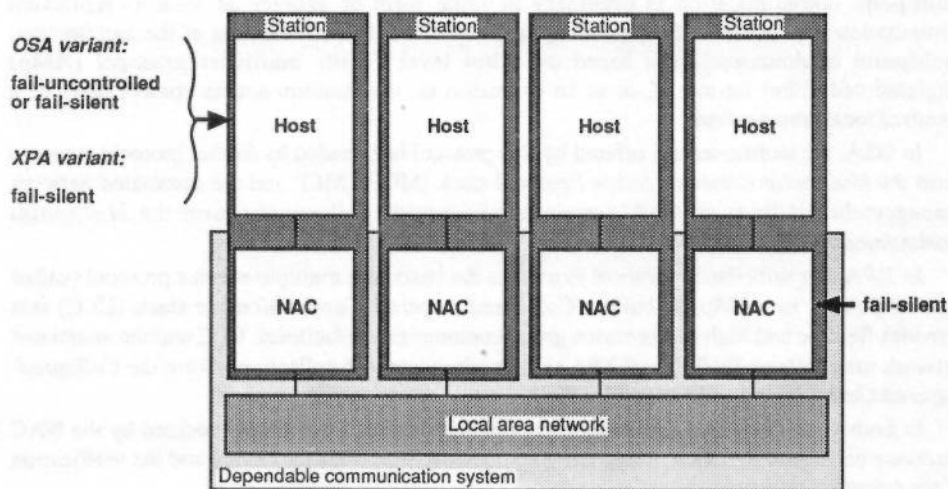 Station
Station
Station
Station
OSA variant:
fail-uncontrolled
or fail-silent
XPA variant:
fail-silent
Host
Host
Host
Host
NAC
NAC
NAC
NAC
fail-silent
Local area network
Dependable communication system